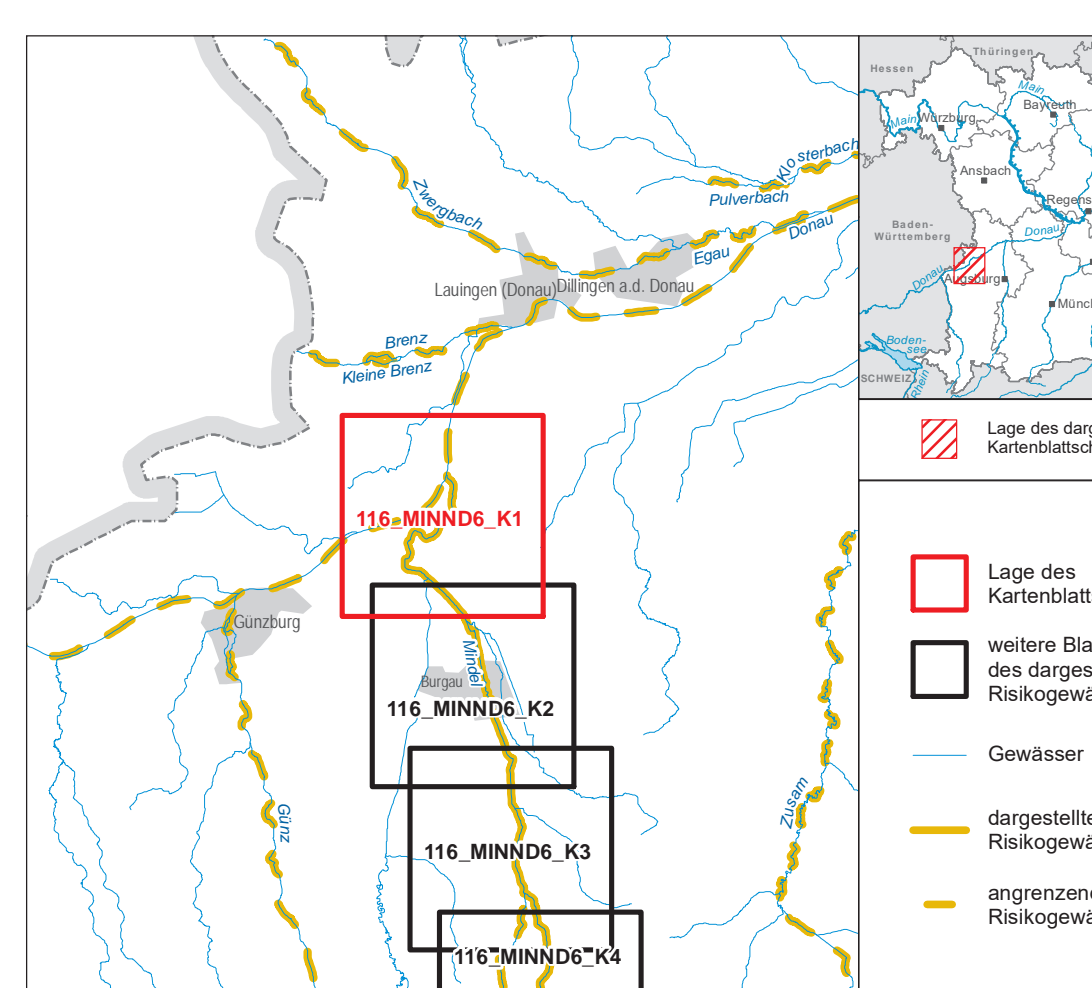 Zwergbach
Klosterbach
Pulverbach
Donau
Egau
Lauingen (Donau)
Dillingen a.d. Donau
Brenz
Kleine Brenz
116_MINND6_K1
Günzburg
Mindel
Burgau
116_MINND6_K2
Günz
Zusam
116_MINND6_K3
116_MINND6_K4
Thüringen
Hessen
Main
Bayreuth
Main
Würzburg
Ansbach
Regens
Baden-
Württemberg
Donau
Donau
Augsburg
Münch
Boden-
see
SCHWEIZ
Rhein
Lage des darg
Kartenblattsch
Lage des
Kartenblatt
weitere Bla
des darges
Risikogewä
Gewässer
dargestellte
Risikogewä
angrenzend
Risikogewä